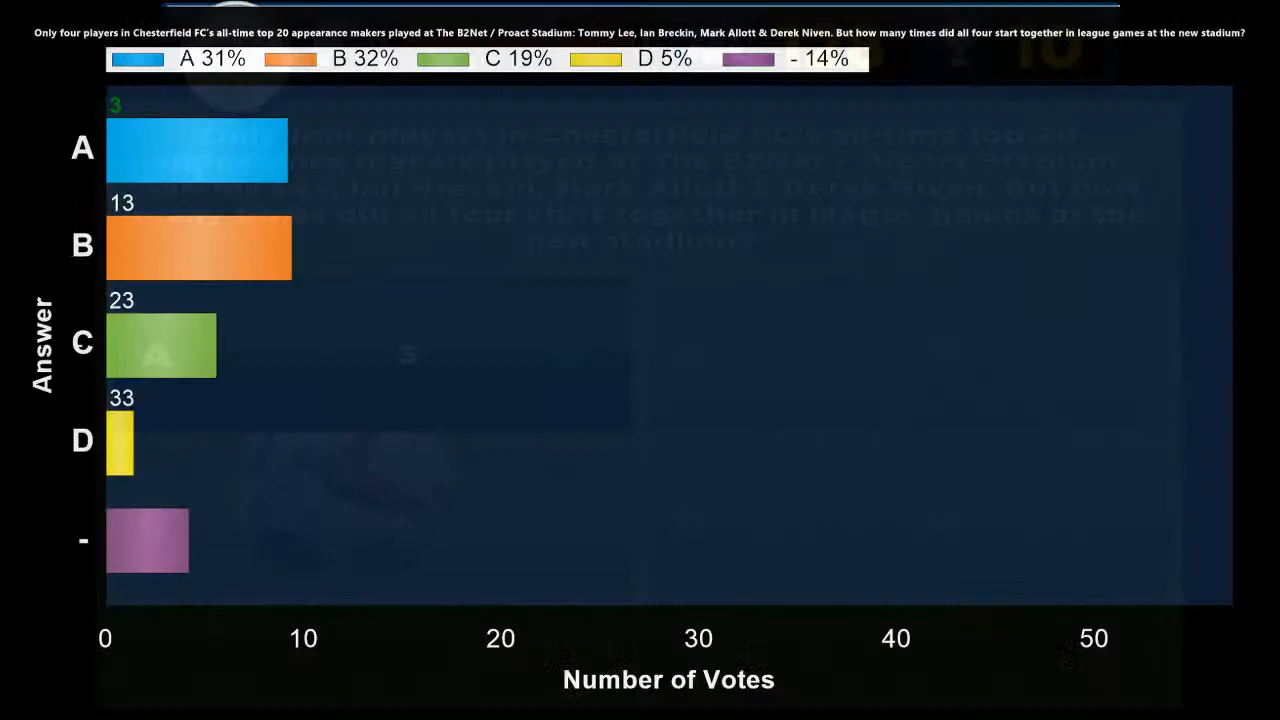 Only four players in Chesterfield FC's all-time top 20 appearance makers played at The B2Net / Proact Stadium: Tommy Lee, Ian Breckin, Mark Allott & Derek Niven. But how many times did all four start together in league games at the new stadium?
A 31% B 32% C 19% D 5% - 14%
3
A
13
B
23
C
33
D
-
Answer
0 10 20 30 40 50
Number of Votes